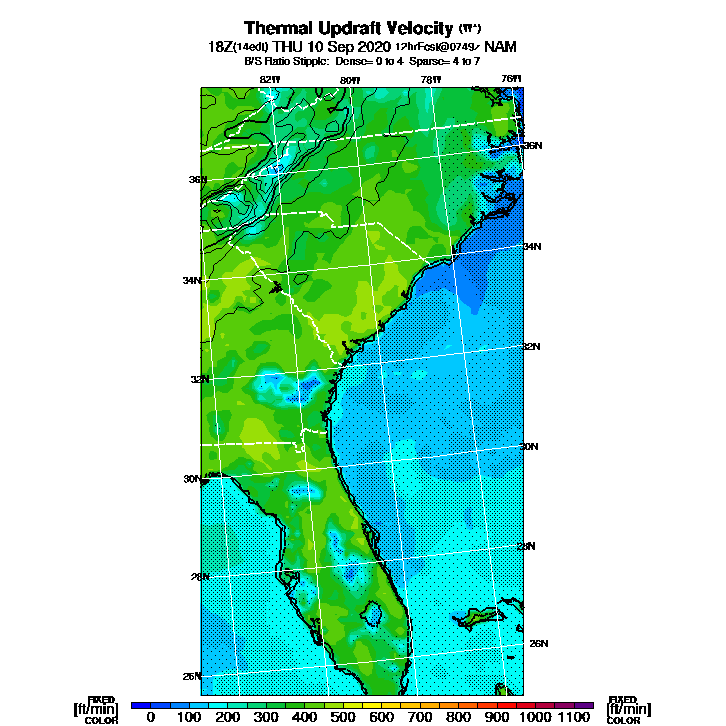 Thermal Updraft Velocity (W*)
18Z(14edt) THU 10 Sep 2020 12hrFcst@0749z NAM
B/S Ratio Stipple: Dense= 0 to 4 Sparse= 4 to 7
82W 80W 78W 76W
36N
36N
34N
34N
32N
32N
30N
30N
28N
28N
26N
26N
FIXED FIXED
[ft/min] 0 100 200 300 400 500 600 700 800 900 1000 1100 [ft/min]
COLOR COLOR